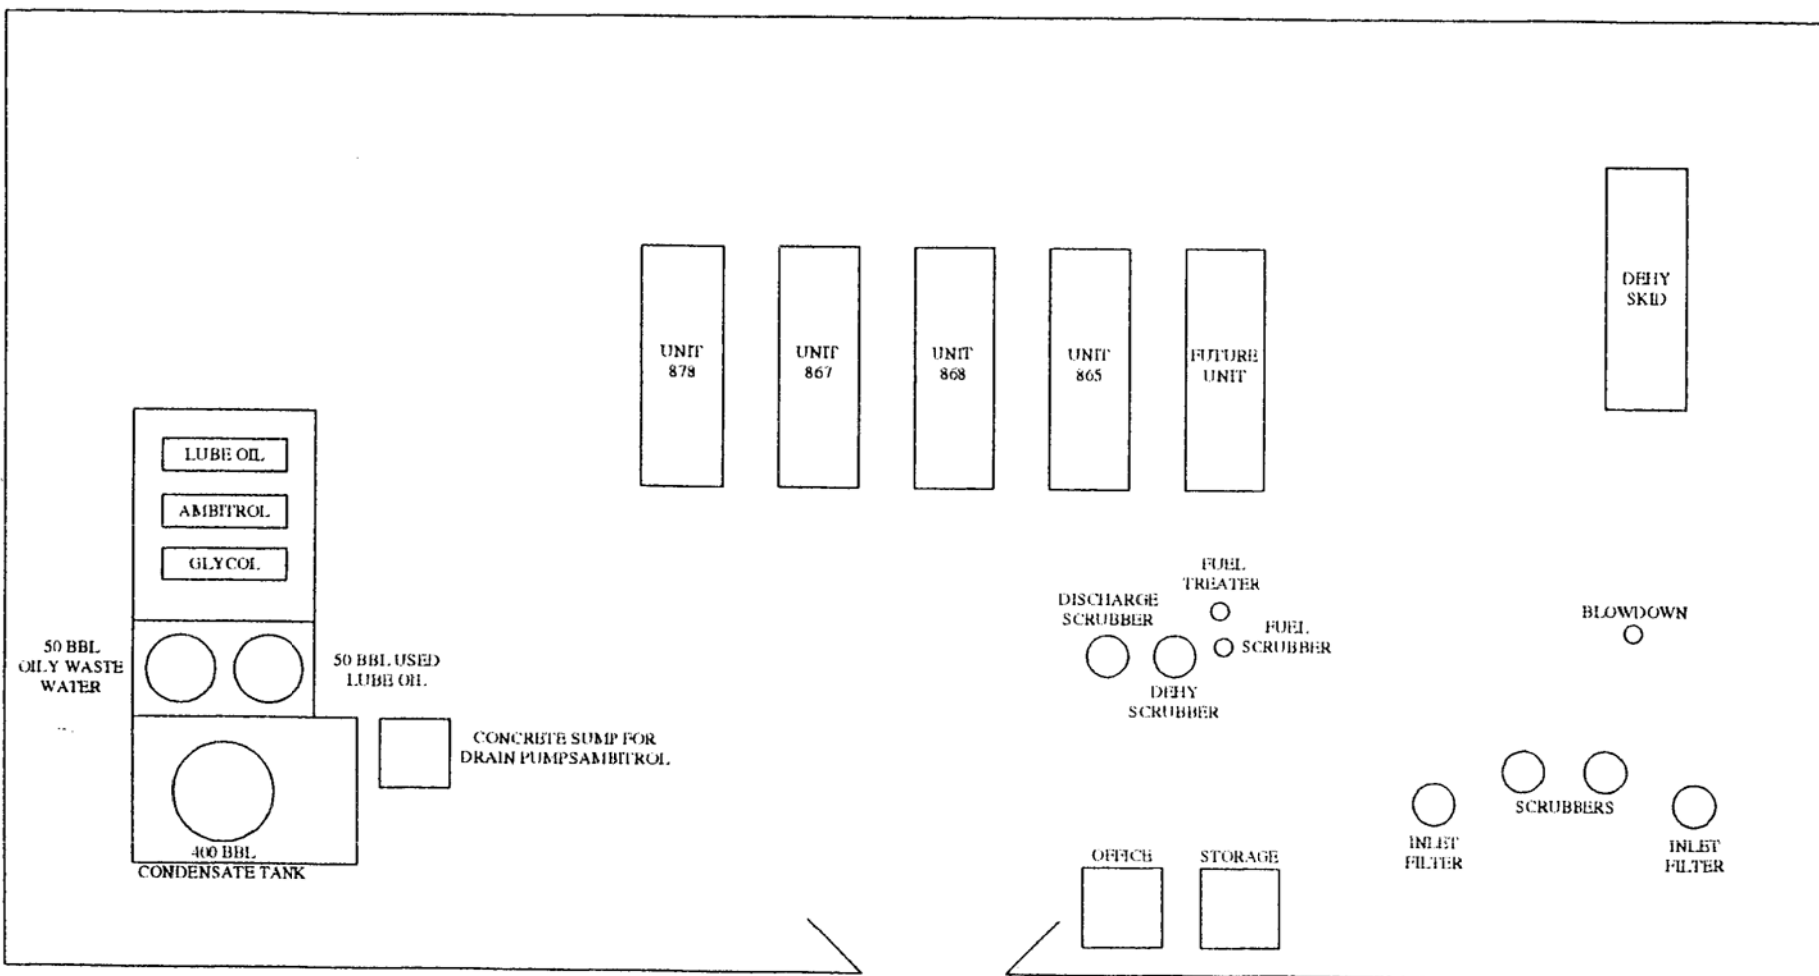 DEHY
SKID
UNIT
878
UNIT
867
UNIT
868
UNIT
865
FUTURE
UNIT
LUBE OIL
AMBITROL
GLYCOL
50 BBL
OILY WASTE
WATER
50 BBL USED
LUBE OIL
CONCRETE SUMP FOR
DRAIN PUMPSAMBITROL
400 BBL
CONDENSATE TANK
FUEL
TREATER
DISCHARGE
SCRUBBER
FUEL
SCRUBBER
DEHY
SCRUBBER
BLOWDOWN
SCRUBBERS
INLET
FILTER
INLET
FILTER
OFFICE
STORAGE